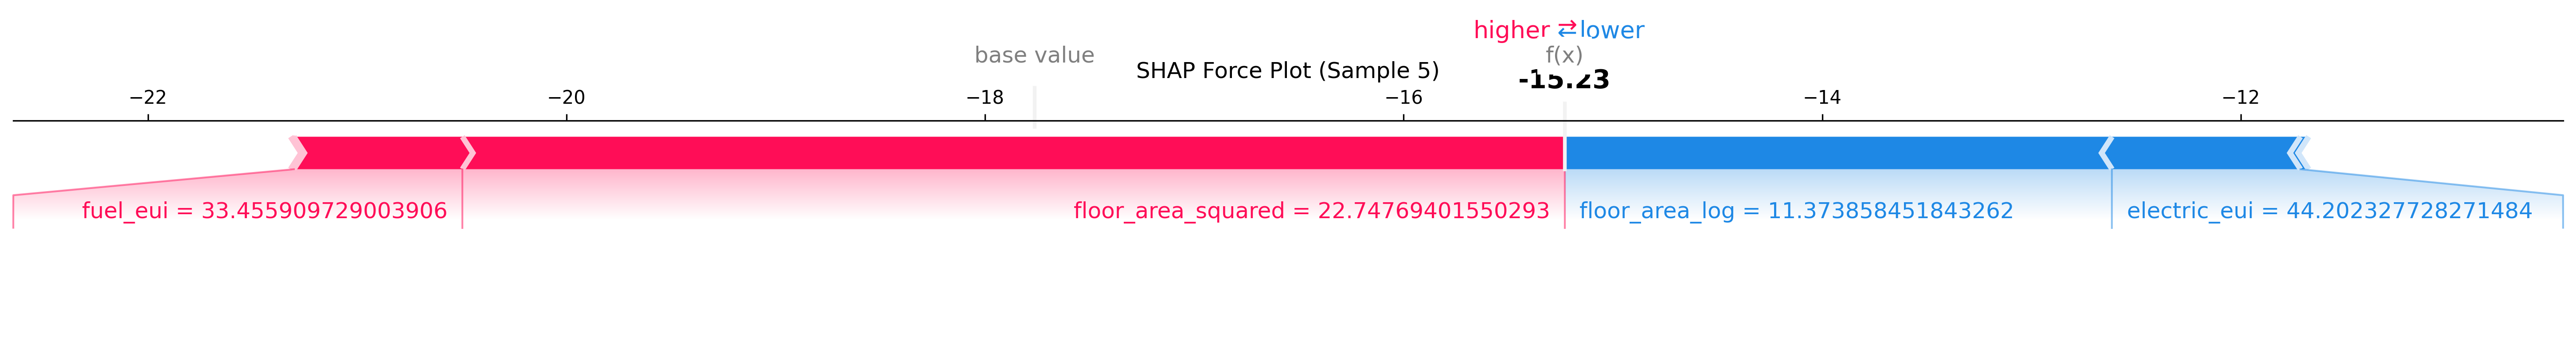 higher ⇄ lower
base value
f(x)
SHAP Force Plot (Sample 5)
-15.23
−22
−20
−18
−16
−14
−12
fuel_eui = 33.455909729003906
floor_area_squared = 22.74769401550293
floor_area_log = 11.373858451843262
electric_eui = 44.202327728271484